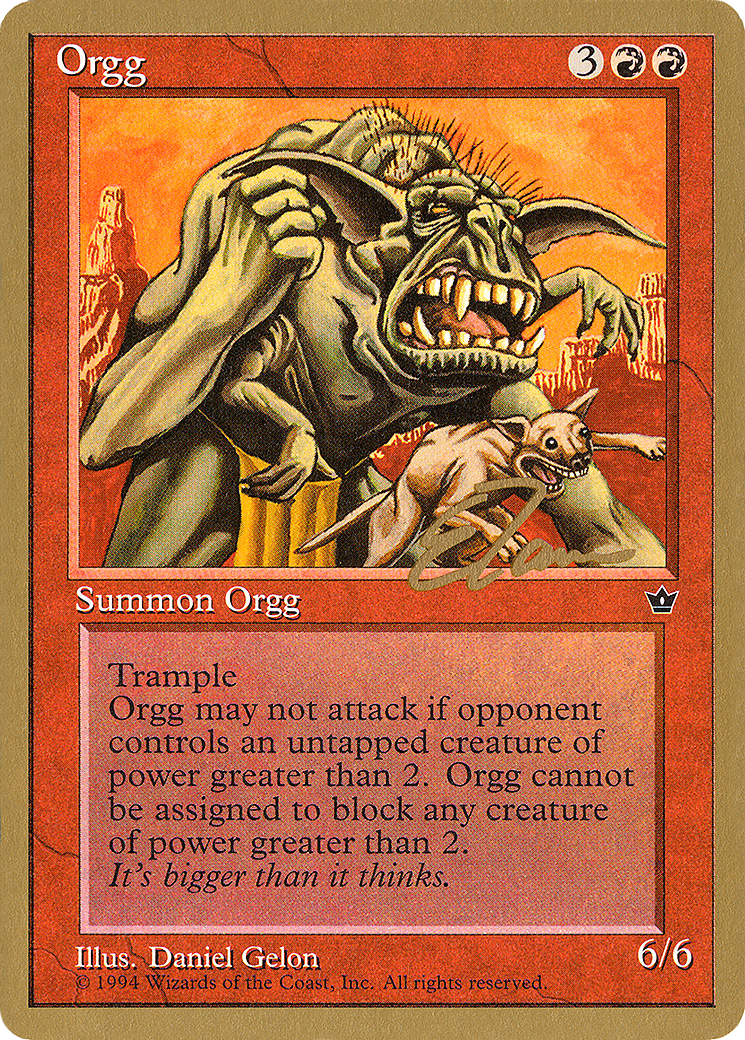 Orgg 3
Summon Orgg
Trample
Orgg may not attack if opponent
controls an untapped creature of
power greater than 2. Orgg cannot
be assigned to block any creature
of power greater than 2.
It's bigger than it thinks.
Illus. Daniel Gelon 6/6
© 1994 Wizards of the Coast, Inc. All rights reserved.